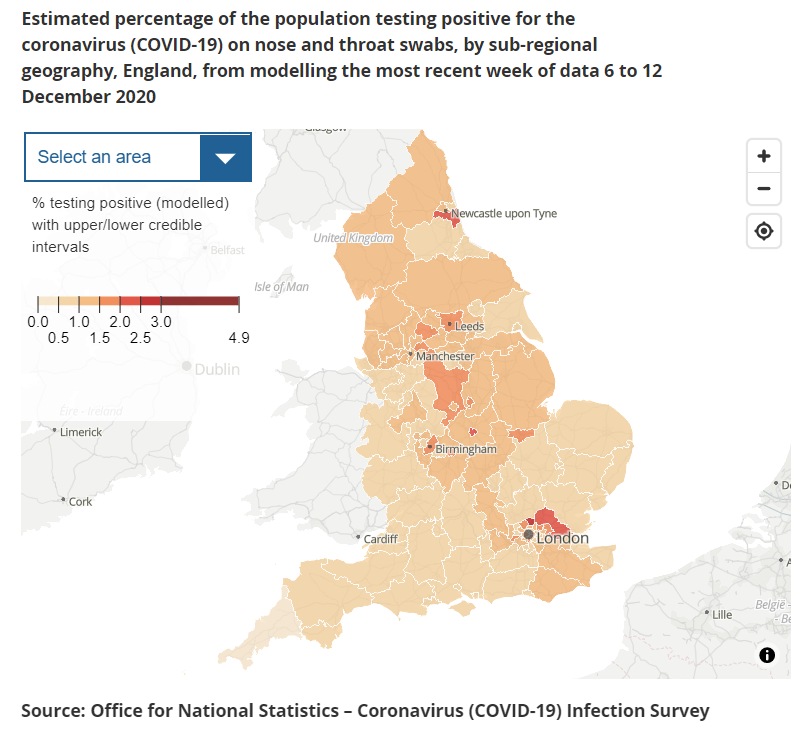 Estimated percentage of the population testing positive for the
coronavirus (COVID-19) on nose and throat swabs, by sub-regional
geography, England, from modelling the most recent week of data 6 to 12
December 2020
Select an area
% testing positive (modelled)
with upper/lower credible
intervals
0.0 1.0 2.0 3.0
0.5 1.5 2.5 4.9
Glasgow
Newcastle upon Tyne
United Kingdom
Belfast
Isle of Man
Leeds
Manchester
Dublin
Éire - Ireland
Limerick
Birmingham
Cork
Cardiff
London
Lille
België -
Source: Office for National Statistics – Coronavirus (COVID-19) Infection Survey